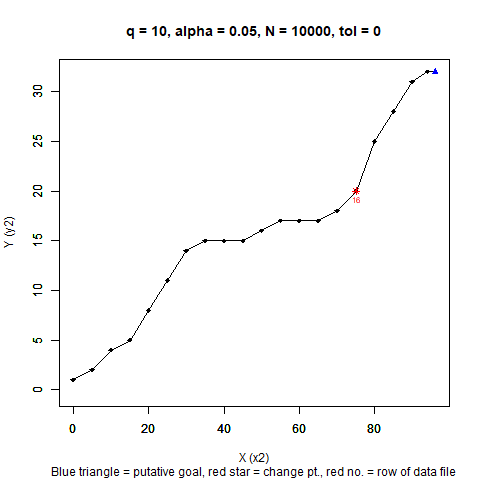 q = 10, alpha = 0.05, N = 10000, tol = 0
Y (y2)
30
25
20
15
10
5
0
16
0 20 40 60 80
X (x2)
Blue triangle = putative goal, red star = change pt., red no. = row of data file